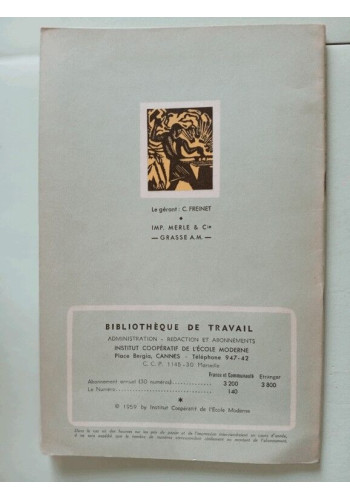 Le gérant : C. FREINET
*
IMP. MERLE & Cie
— GRASSE A.M. —
BIBLIOTHÈQUE DE TRAVAIL
ADMINISTRATION - RÉDACTION ET ABONNEMENTS
INSTITUT COOPÉRATIF DE L'ÉCOLE MODERNE
Place Bergia, CANNES - Téléphone 947-42
C. C. P. 1145-30 Marseille
France et Communauté Etranger
Abonnement annuel (30 numéros) 3 200 3 800
Le Numéro 140
*
© 1959 by Institut Coopératif de l'École Moderne